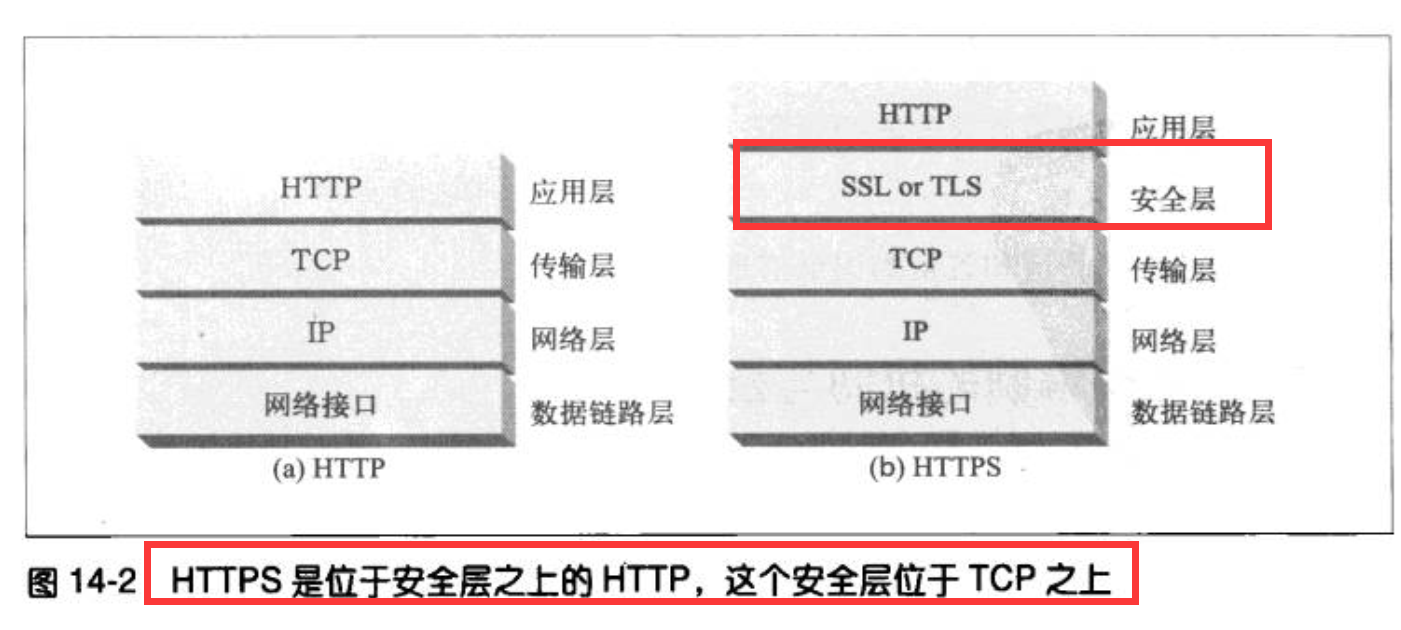 HTTP 应用层
HTTP 应用层
SSL or TLS 安全层
TCP 传输层
TCP 传输层
IP 网络层
IP 网络层
网络接口 数据链路层
网络接口 数据链路层
(a) HTTP
(b) HTTPS
图 14-2 HTTPS 是位于安全层之上的 HTTP，这个安全层位于 TCP 之上